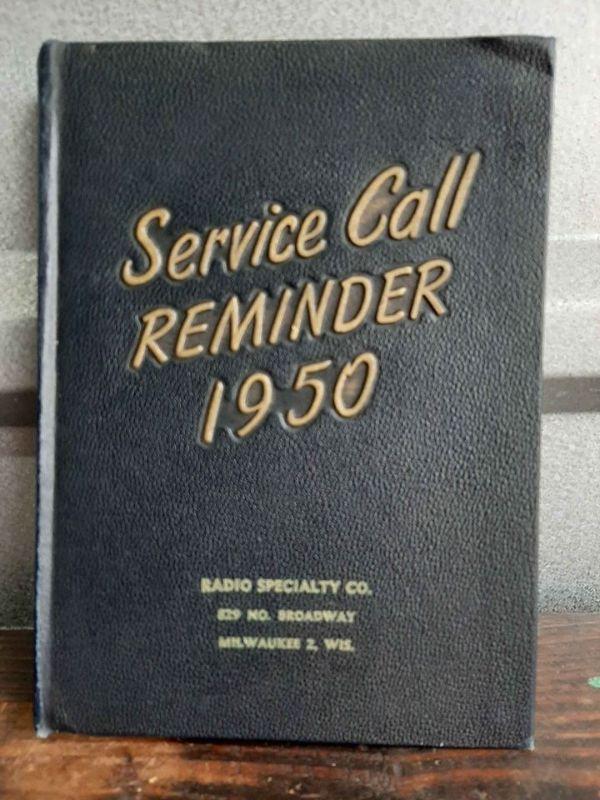 Service Call
REMINDER
1950
RADIO SPECIALTY CO.
829 NO. BROADWAY
MILWAUKEE 2, WIS.